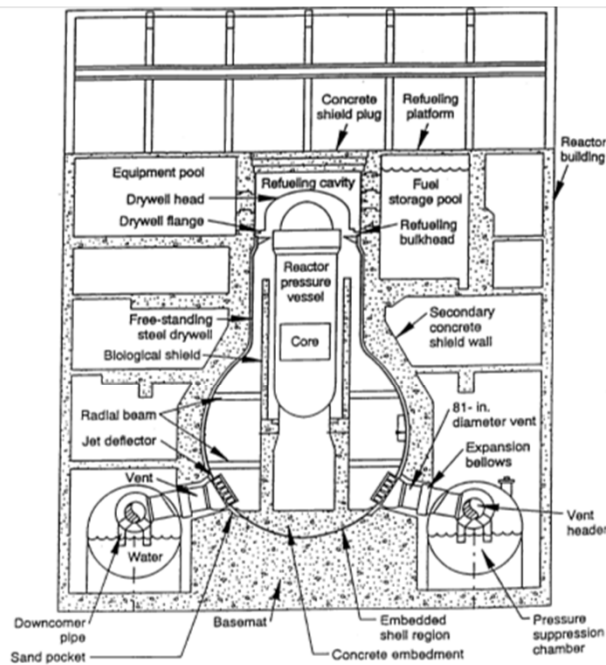 Concrete
shield plug
Refueling
platform
Reactor
building
Equipment pool
Refueling cavity
Drywell head
Fuel
storage pool
Drywell flange
Refueling
bulkhead
Reactor
pressure
vessel
Free-standing
steel drywell
Secondary
concrete
shield wall
Core
Biological shield
81- in.
diameter vent
Radial beam
Jet deflector
Expansion
bellows
Vent
Vent
header
Water
Downcomer
pipe
Basemat
Embedded
shell region
Pressure
suppression
chamber
Sand pocket
Concrete embedment